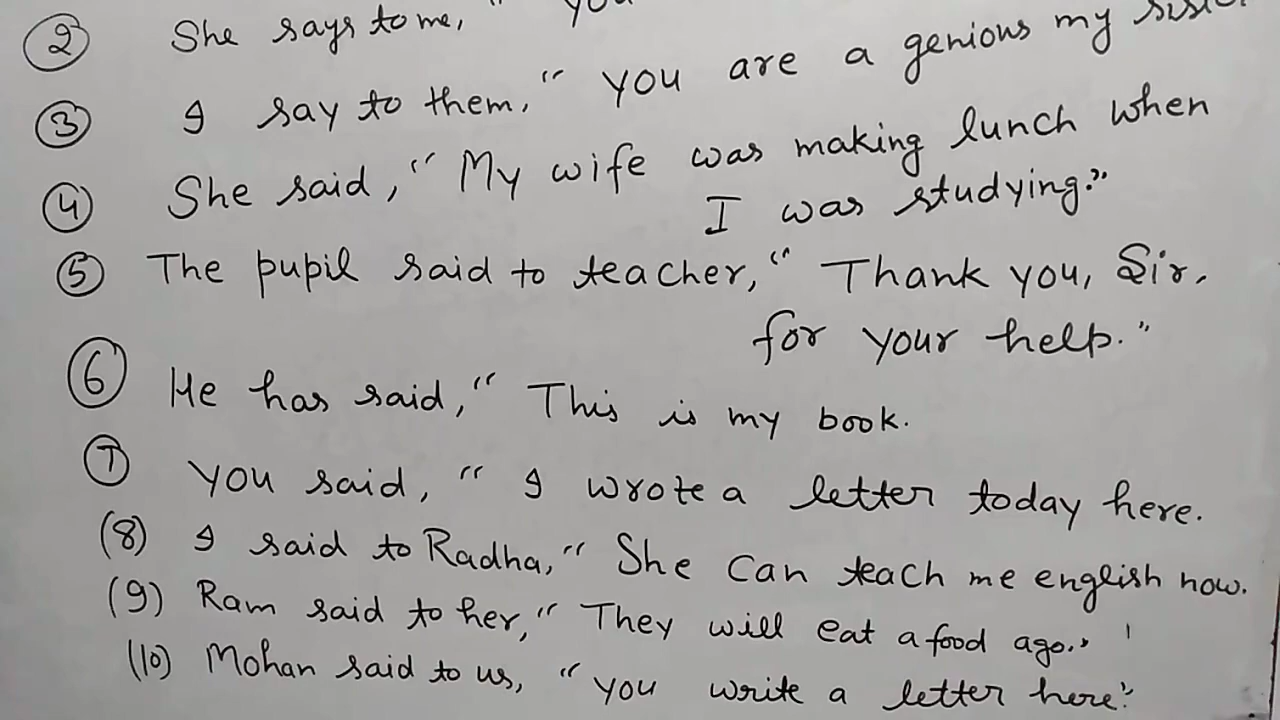 (2) She says to me, "
(3) I say to them, " you are a genious my
(4) She said, " My wife was making lunch when
I was studying."
(5) The pupil said to teacher, " Thank you, Sir,
for your help."
(6) He has said, " This is my book.
(7) you said, " I wrote a letter today here.
(8) I said to Radha, " She Can teach me english now.
(9) Ram said to her, " They will eat a food ago."
(10) Mohan said to us, " you write a letter here."